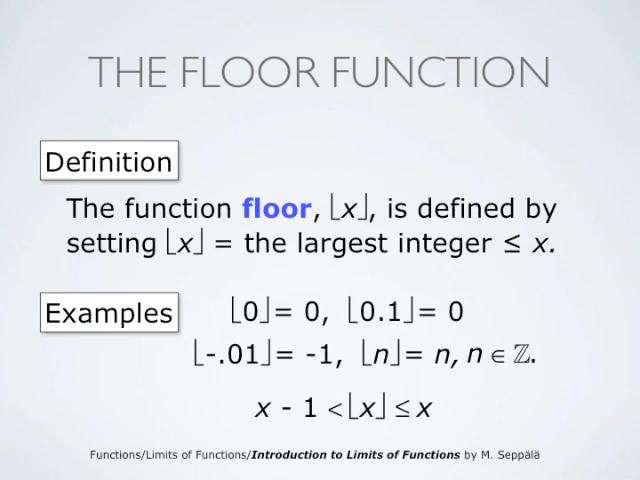 THE FLOOR FUNCTION
Definition
The function floor, ⌊x⌋, is defined by
setting ⌊x⌋ = the largest integer ≤ x.
Examples ⌊0⌋= 0, ⌊0.1⌋= 0
⌊-.01⌋= -1, ⌊n⌋= n, n ∈ ℤ.
x - 1 < ⌊x⌋ ≤ x
Functions/Limits of Functions/Introduction to Limits of Functions by M. Seppälä